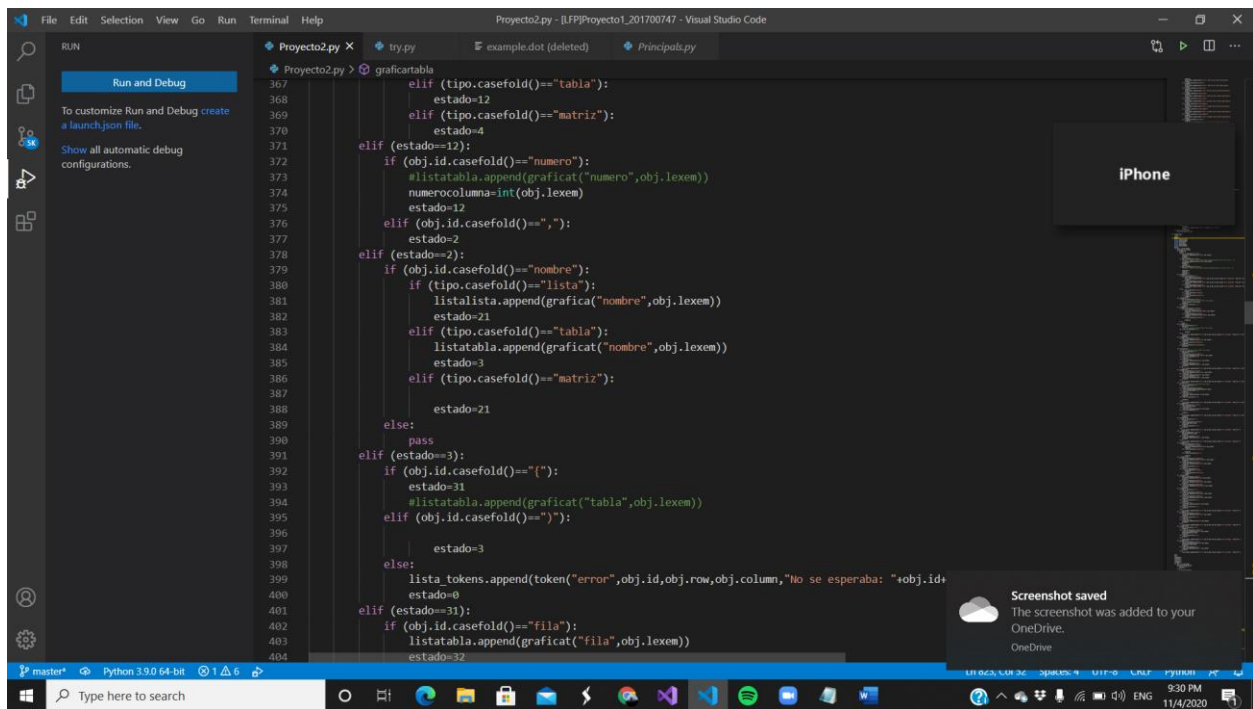 File Edit Selection View Go Run Terminal Help
Proyecto2.py - [LFP]Proyecto1_201700747 - Visual Studio Code
RUN
Run and Debug
To customize Run and Debug create
a launch.json file.
Show all automatic debug
configurations.
5K
Proyecto2.py
try.py
example.dot (deleted)
Principals.py
Proyecto2.py > graficartabla
367 elif (tipo.casefold()=="tabla"):
368 estado=12
369 elif (tipo.casefold()=="matriz"):
370 estado=4
371 elif (estado==12):
372 if (obj.id.casefold()=="numero"):
373 #listatabla.append(graficat("numero",obj.lexem))
374 numerocolumna=int(obj.lexem)
375 estado=12
376 elif (obj.id.casefold()==","):
377 estado=2
378 elif (estado==2):
379 if (obj.id.casefold()=="nombre"):
380 if (tipo.casefold()=="lista"):
381 listalista.append(grafica("nombre",obj.lexem))
382 estado=21
383 elif (tipo.casefold()=="tabla"):
384 listatabla.append(graficat("nombre",obj.lexem))
385 estado=3
386 elif (tipo.casefold()=="matriz"):
387
388 estado=21
389 else:
390 pass
391 elif (estado==3):
392 if (obj.id.casefold()=="{"):
393 estado=31
394 #listatabla.append(graficat("tabla",obj.lexem))
395 elif (obj.id.casefold()==")"):
396
397 estado=3
398 else:
399 lista_tokens.append(token("error",obj.id,obj.row,obj.column,"No se esperaba: "+obj.id+
400 estado=0
401 elif (estado==31):
402 if (obj.id.casefold()=="fila"):
403 listatabla.append(graficat("fila",obj.lexem))
404 estado=32
iPhone
Screenshot saved
The screenshot was added to your
OneDrive.
OneDrive
master* Python 3.9.0 64-bit 1 6
Ln 823, Col 32 Spaces: 4 UTF-8 CRLF Python
Type here to search
ENG
9:30 PM
11/4/2020
1